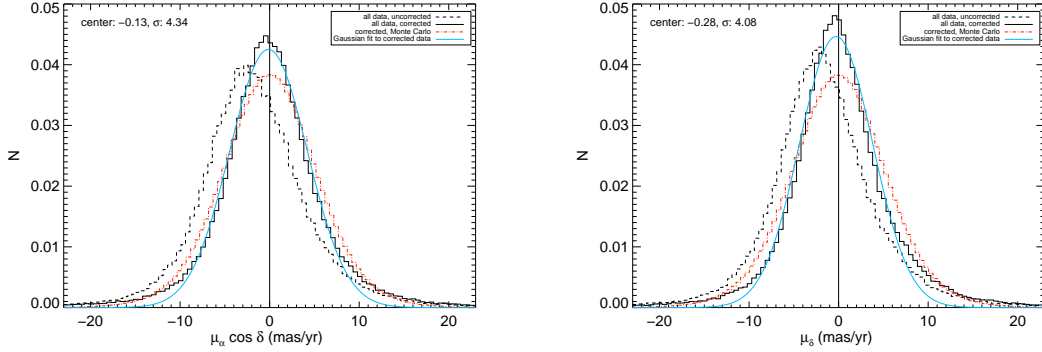 center: −0.13, σ: 4.34
all data, uncorrected
all data, corrected
corrected, Monte Carlo
Gaussian fit to corrected data
0.05
0.04
0.03
0.02
0.01
0.00
N
−20
−10
0
10
20
μα cos δ (mas/yr)
center: −0.28, σ: 4.08
all data, uncorrected
all data, corrected
corrected, Monte Carlo
Gaussian fit to corrected data
0.05
0.04
0.03
0.02
0.01
0.00
N
−20
−10
0
10
20
μδ (mas/yr)